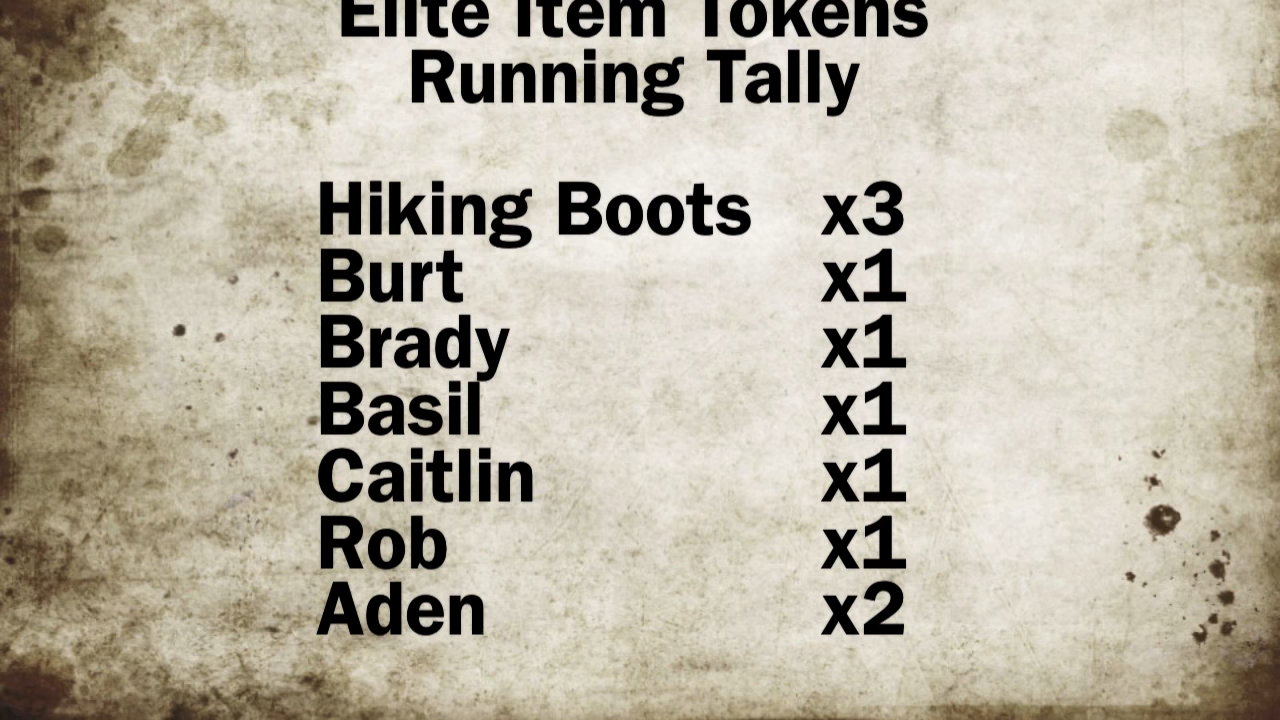 Elite Item Tokens
Running Tally
Hiking Boots x3
Burt x1
Brady x1
Basil x1
Caitlin x1
Rob x1
Aden x2